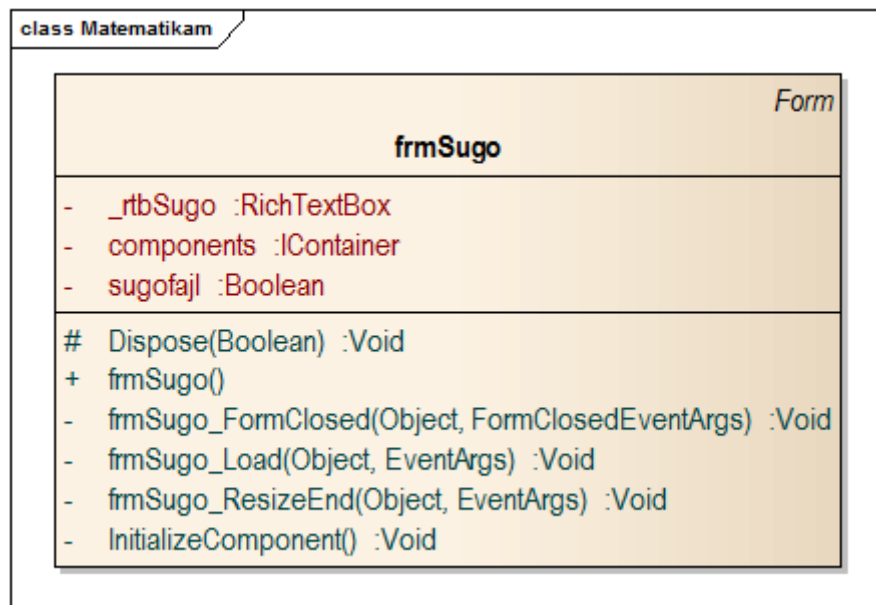 class Matematikam
Form
frmSugo
- _rtbSugo :RichTextBox
- components :IContainer
- sugofajl :Boolean
# Dispose(Boolean) :Void
+ frmSugo()
- frmSugo_FormClosed(Object, FormClosedEventArgs) :Void
- frmSugo_Load(Object, EventArgs) :Void
- frmSugo_ResizeEnd(Object, EventArgs) :Void
- InitializeComponent() :Void